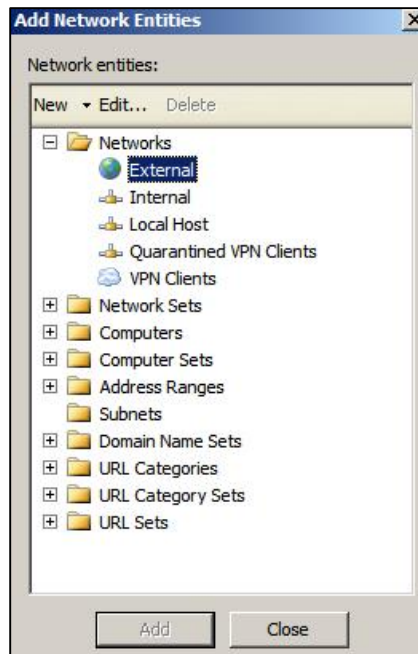 Add Network Entities
Network entities:
New Edit... Delete
Networks
External
Internal
Local Host
Quarantined VPN Clients
VPN Clients
Network Sets
Computers
Computer Sets
Address Ranges
Subnets
Domain Name Sets
URL Categories
URL Category Sets
URL Sets
Add Close